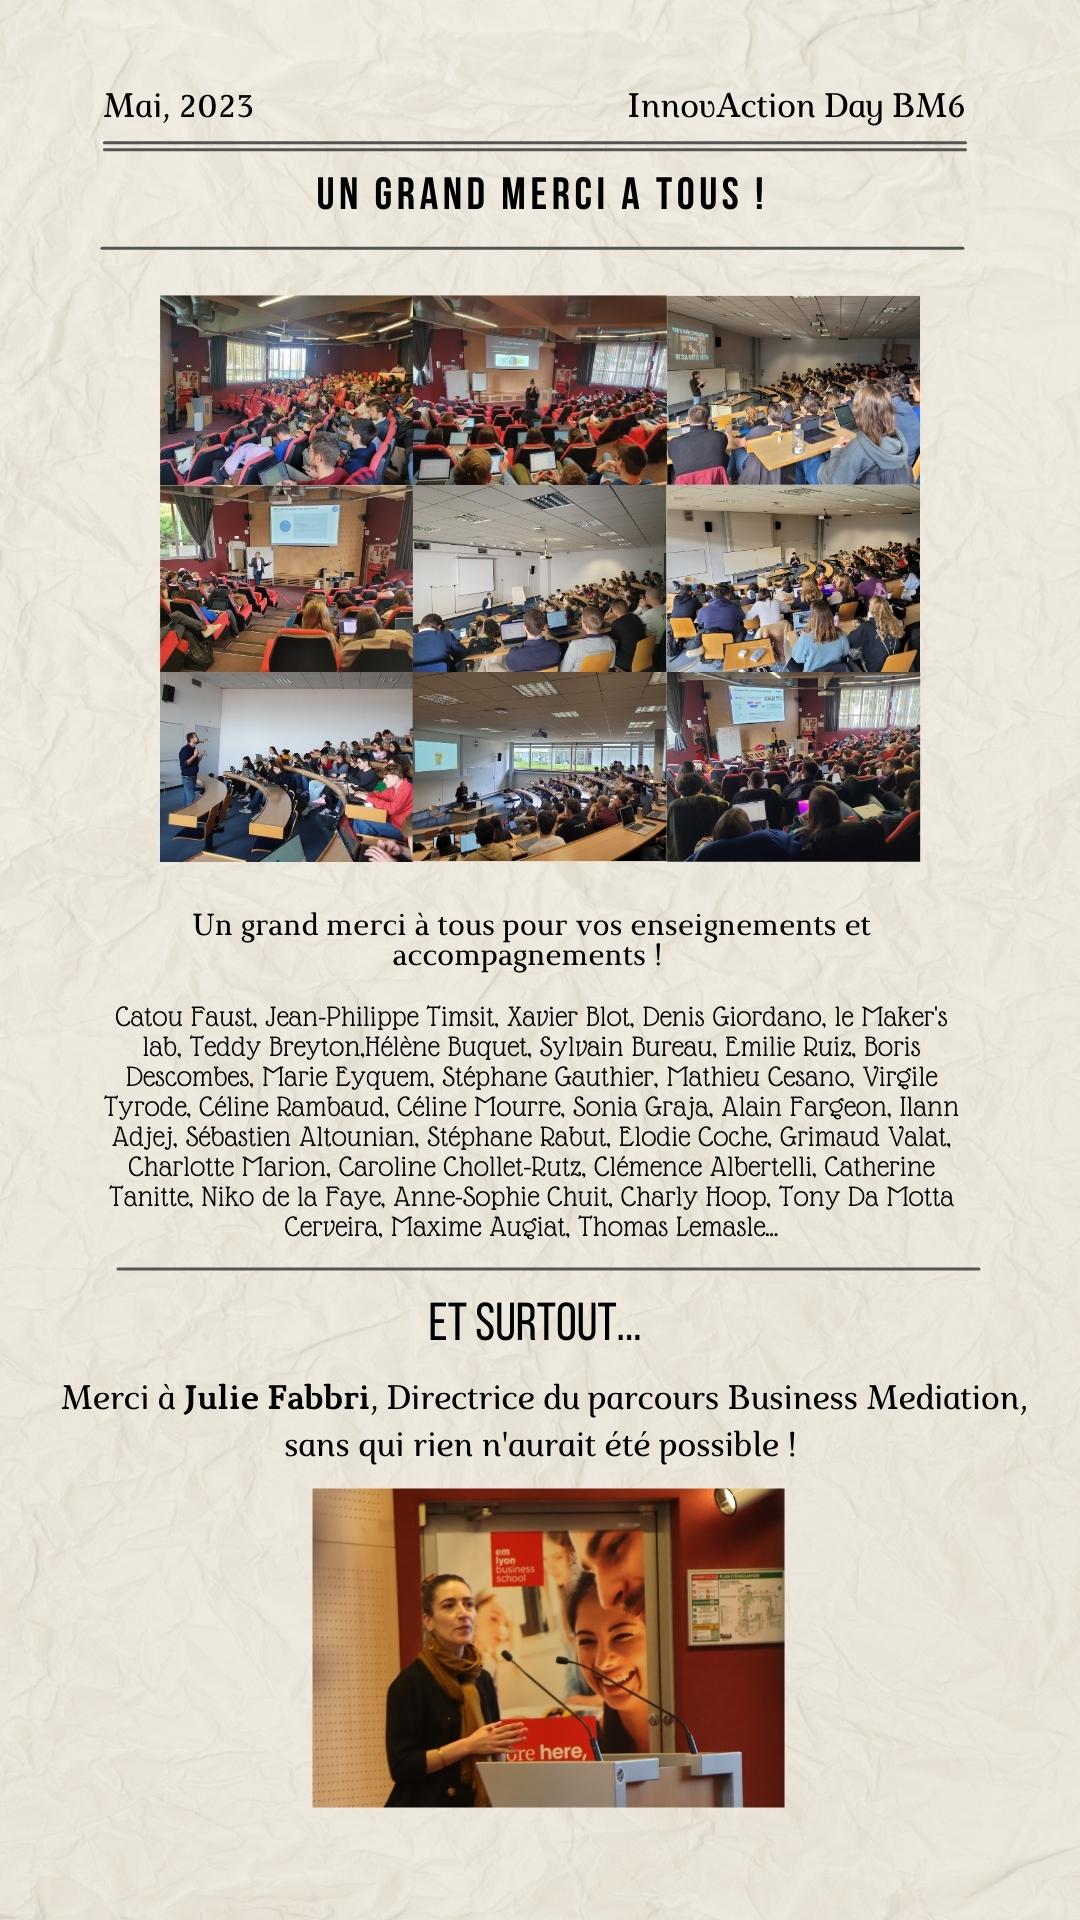 Mai, 2023
InnovAction Day BM6
UN GRAND MERCI A TOUS !
Un grand merci à tous pour vos enseignements et
accompagnements !
Catou Faust, Jean-Philippe Timsit, Xavier Blot, Denis Giordano, le Maker's
lab, Teddy Breyton,Hélène Buquet, Sylvain Bureau, Emilie Ruiz, Boris
Descombes, Marie Eyquem, Stéphane Gauthier, Mathieu Cesano, Virgile
Tyrode, Céline Rambaud, Céline Mourre, Sonia Graja, Alain Fargeon, Ilann
Adjej, Sébastien Altounian, Stéphane Rabut, Elodie Coche, Grimaud Valat,
Charlotte Marion, Caroline Chollet-Rutz, Clémence Albertelli, Catherine
Tanitte, Niko de la Faye, Anne-Sophie Chuit, Charly Hoop, Tony Da Motta
Cerveira, Maxime Augiat, Thomas Lemasle...
ET SURTOUT...
Merci à Julie Fabbri, Directrice du parcours Business Mediation,
sans qui rien n'aurait été possible !
em
lyon
business
school
PLAN D'ÉVACUATION
ore here,